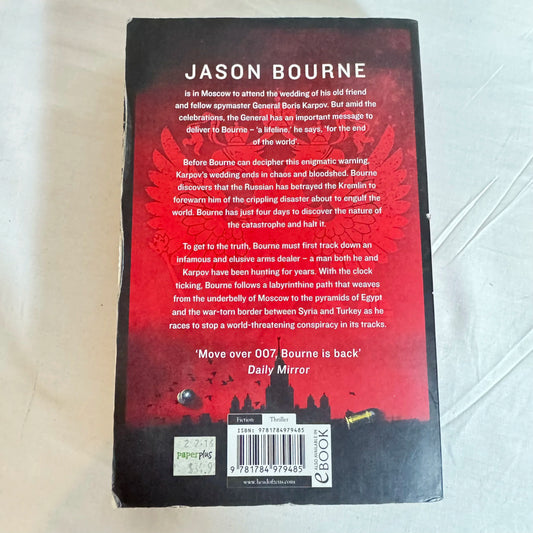 JASON BOURNE
is in Moscow to attend the wedding of his old friend
and fellow spymaster General Boris Karpov. But amid the
celebrations, the General has an important message to
deliver to Bourne – ‘a lifeline,’ he says, ‘for the end
of the world’.
Before Bourne can decipher this enigmatic warning,
Karpov’s wedding ends in chaos and bloodshed. Bourne
discovers that the Russian has betrayed the Kremlin to
forewarn him of the crippling disaster about to engulf the
world. Bourne has just four days to discover the nature of
the catastrophe and halt it.
To get to the truth, Bourne must first track down an
infamous and elusive arms dealer – a man both he and
Karpov have been hunting for years. With the clock
ticking, Bourne follows a labyrinthine path that weaves
from the underbelly of Moscow to the pyramids of Egypt
and the war-torn border between Syria and Turkey as he
races to stop a world-threatening conspiracy in its tracks.
‘Move over 007, Bourne is back’
Daily Mirror
Fiction Thriller
ISBN: 9781784979485
9 781784 979485
www.headofzeus.com
ALSO AVAILABLE IN
eBOOK
2 2.16
paperplus